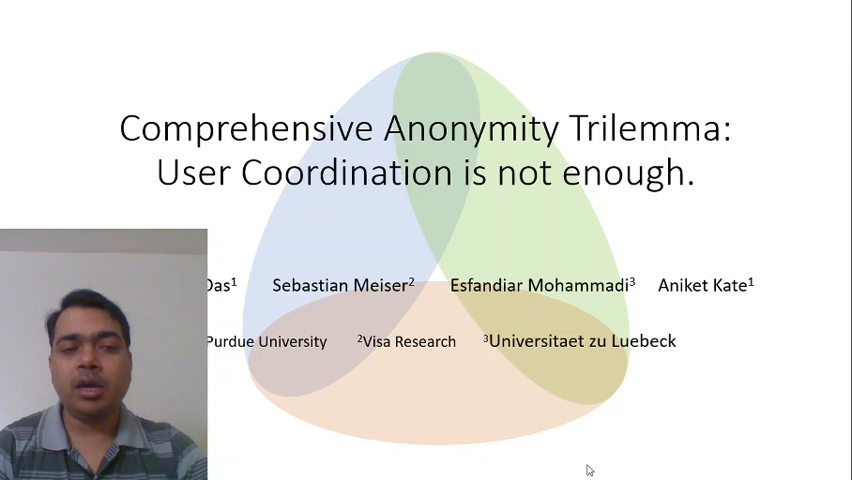 Comprehensive Anonymity Trilemma:
User Coordination is not enough.
Das¹ Sebastian Meiser² Esfandiar Mohammadi³ Aniket Kate¹
Purdue University ²Visa Research ³Universitaet zu Luebeck